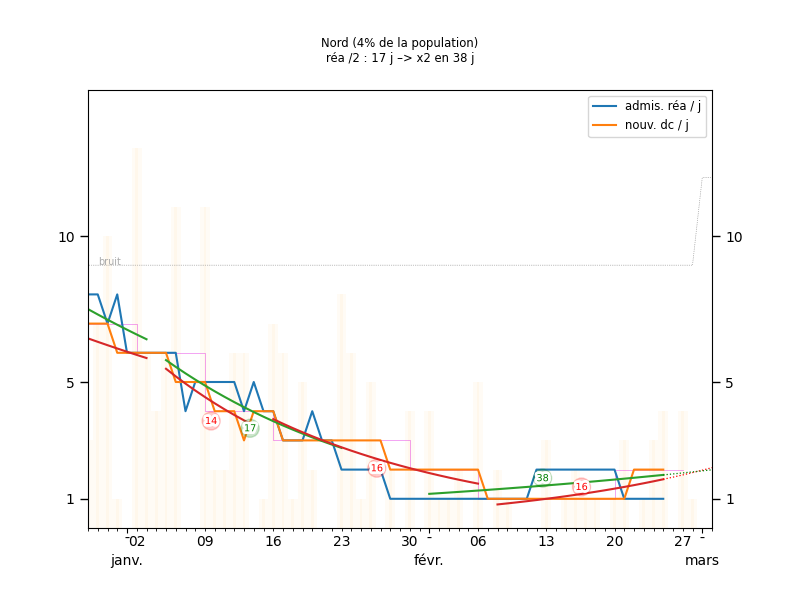 Nord (4% de la population)
réa /2 : 17 j –> x2 en 38 j
admis. réa / j
nouv. dc / j
10
10
bruit
5
5
14
17
16
38
16
1
1
02
09
16
23
30
06
13
20
27
janv.
févr.
mars